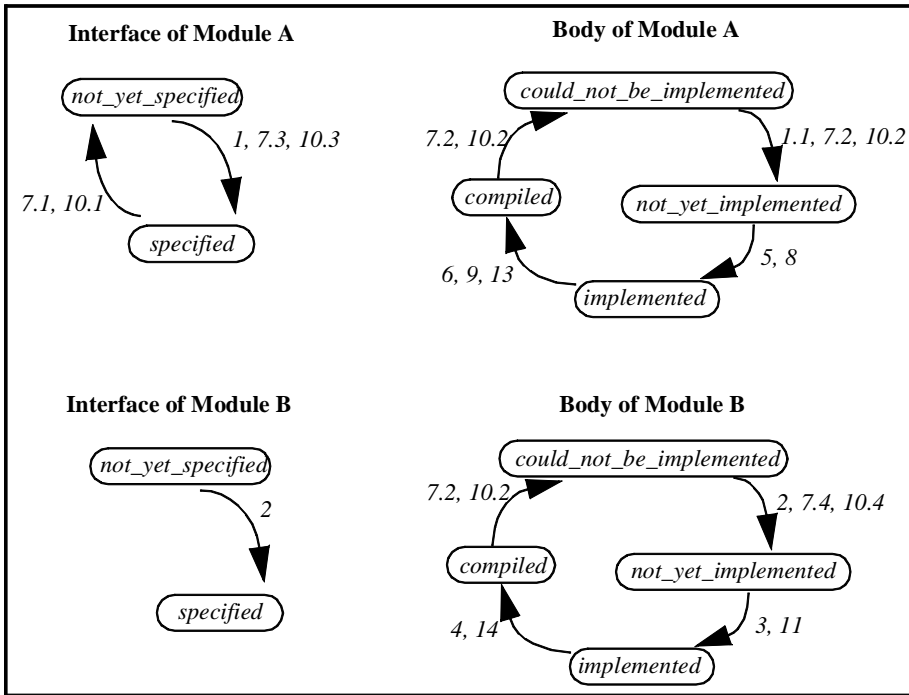 Interface of Module A
Body of Module A
not_yet_specified
could_not_be_implemented
1, 7.3, 10.3
7.2, 10.2
1.1, 7.2, 10.2
7.1, 10.1
compiled
not_yet_implemented
specified
5, 8
6, 9, 13
implemented
Interface of Module B
Body of Module B
not_yet_specified
could_not_be_implemented
2
7.2, 10.2
2, 7.4, 10.4
compiled
not_yet_implemented
specified
4, 14
3, 11
implemented